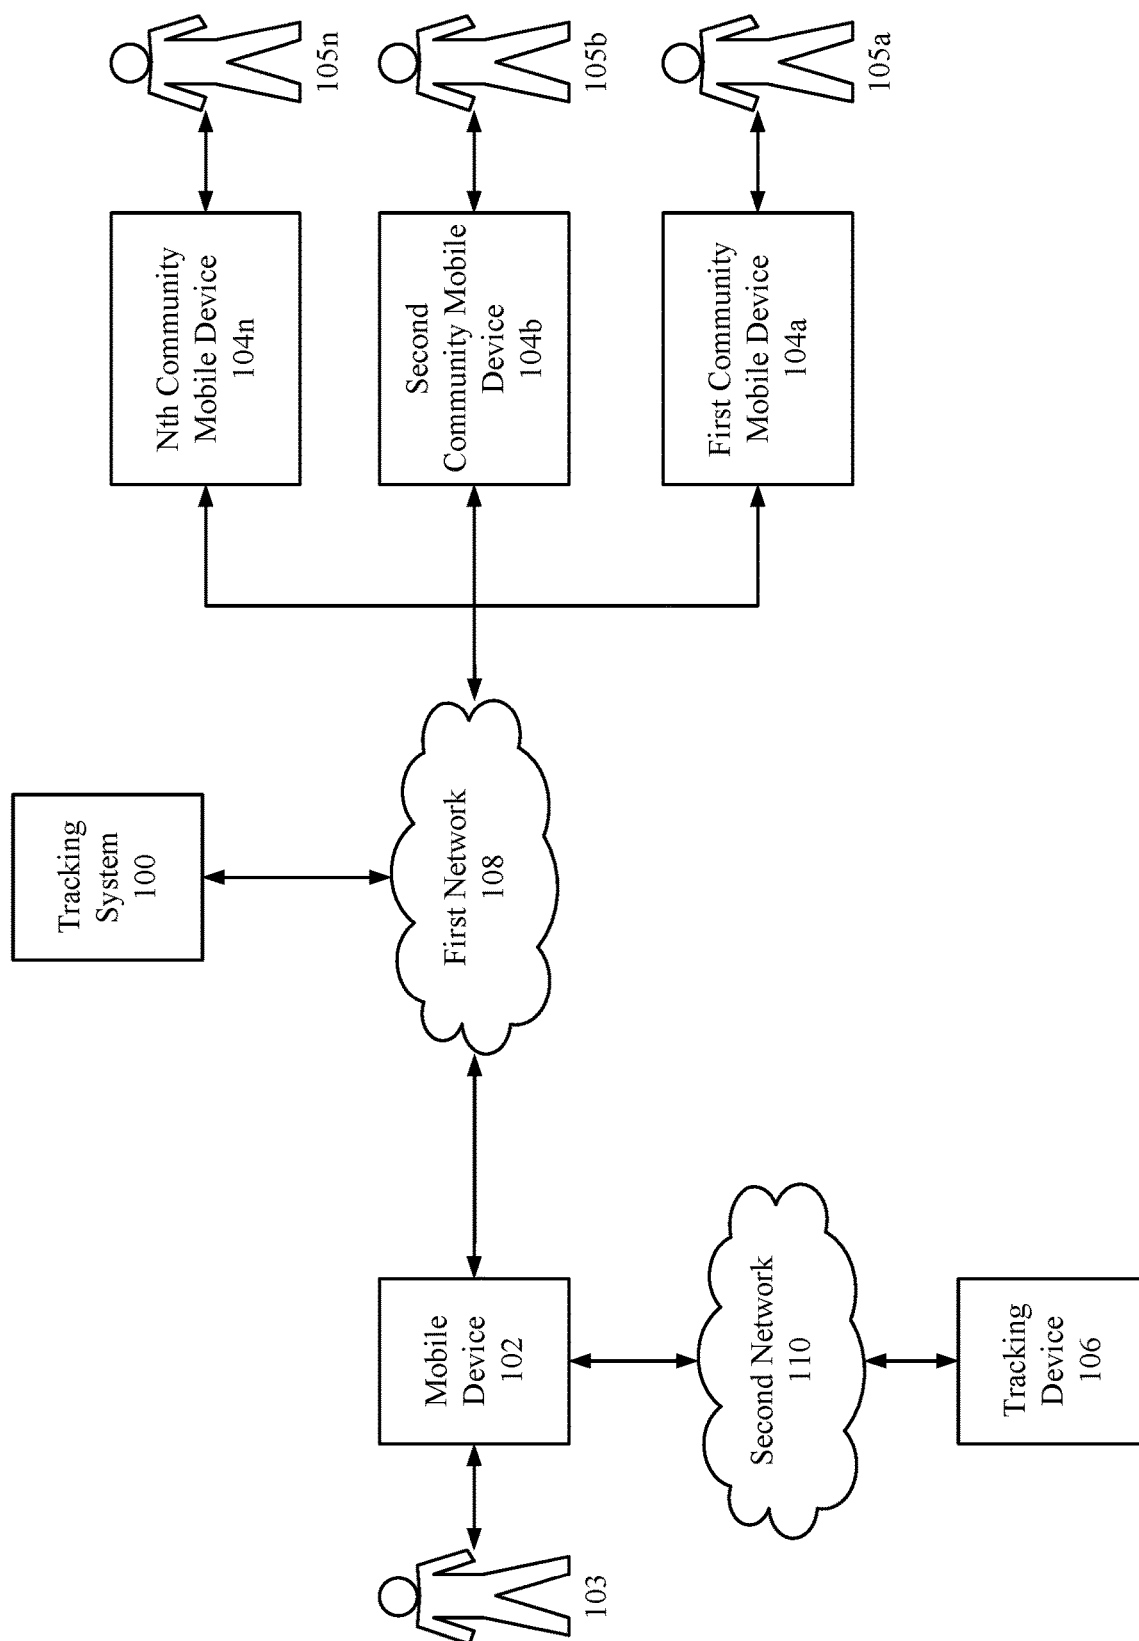 Tracking
System
100
Nth Community
Mobile Device
104n
105n
First Network
108
Second
Community Mobile
Device
104b
105b
103
Mobile
Device
102
First Community
Mobile Device
104a
105a
Second Network
110
Tracking
Device
106